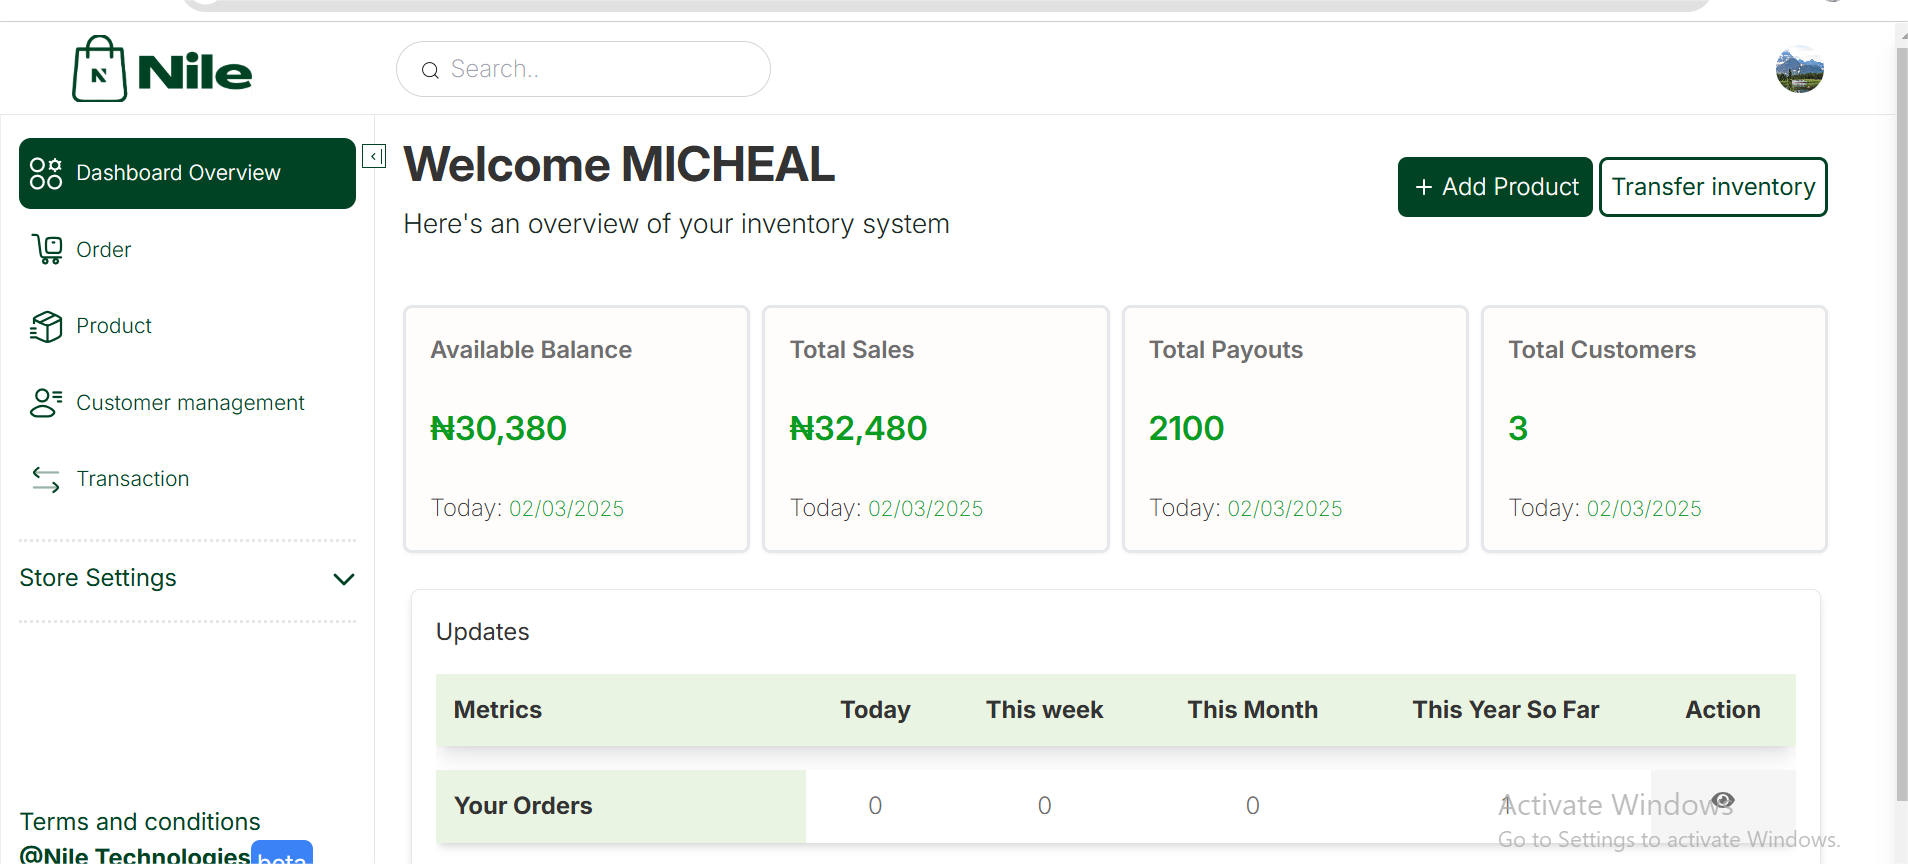 N Nile
Search..
Dashboard Overview
Order
Product
Customer management
Transaction
Store Settings
Terms and conditions
@Nile Technologies beta
Welcome MICHEAL
Here's an overview of your inventory system
+ Add Product
Transfer inventory
Available Balance
₦30,380
Today: 02/03/2025
Total Sales
₦32,480
Today: 02/03/2025
Total Payouts
2100
Today: 02/03/2025
Total Customers
3
Today: 02/03/2025
Updates
Metrics Today This week This Month This Year So Far Action
Your Orders 0 0 0 1
Activate Windows
Go to Settings to activate Windows.